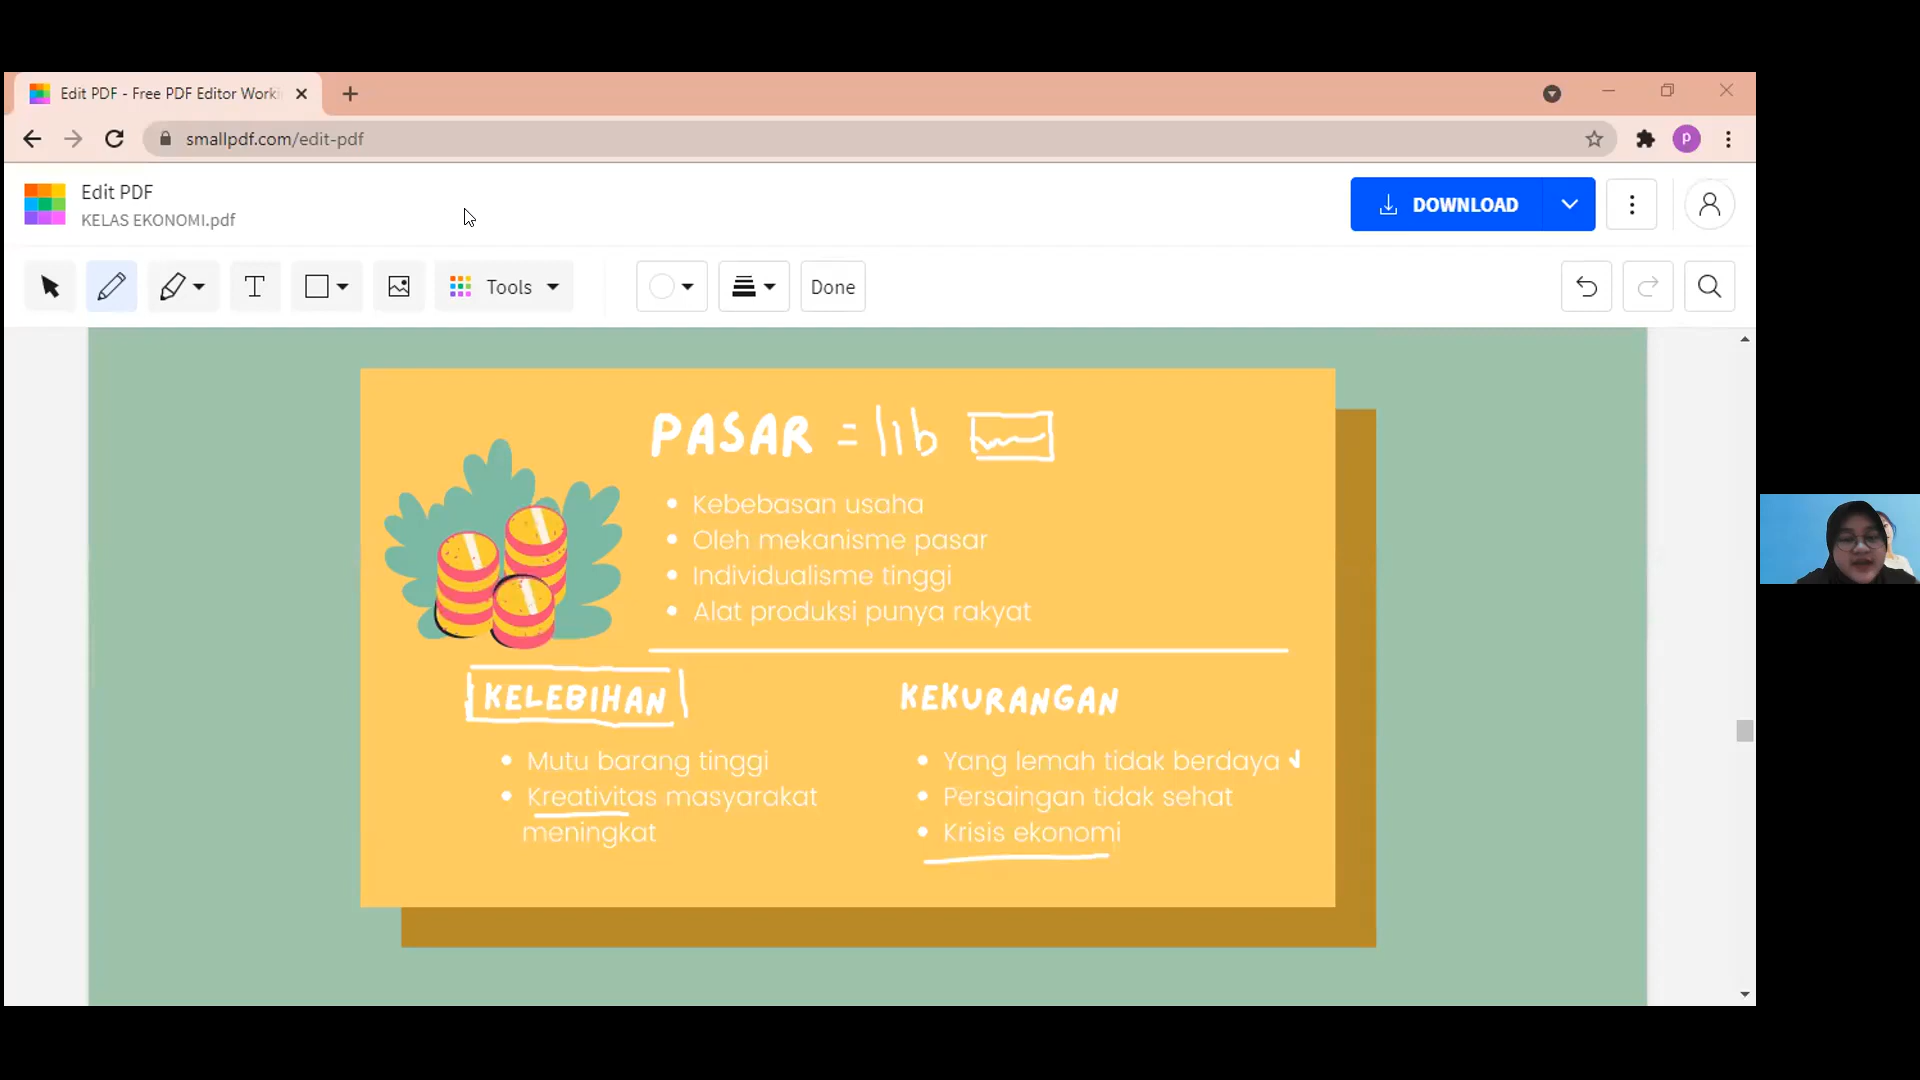 Edit PDF - Free PDF Editor Worki
smallpdf.com/edit-pdf
P
Edit PDF
KELAS EKONOMI.pdf
DOWNLOAD
T
Tools
Done
PASAR = lib
Kebebasan usaha
Oleh mekanisme pasar
Individualisme tinggi
Alat produksi punya rakyat
KELEBIHAN
Mutu barang tinggi
Kreativitas masyarakat
meningkat
KEKURANGAN
Yang lemah tidak berdaya
Persaingan tidak sehat
Krisis ekonomi